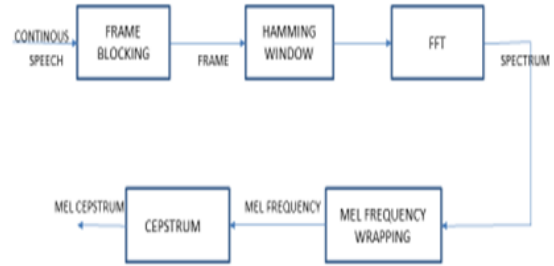 CONTINOUS
SPEECH
FRAME
BLOCKING
FRAME
HAMMING
WINDOW
FFT
SPECTRUM
MEL CEPSTRUM
CEPSTRUM
MEL FREQUENCY
MEL FREQUENCY
WRAPPING